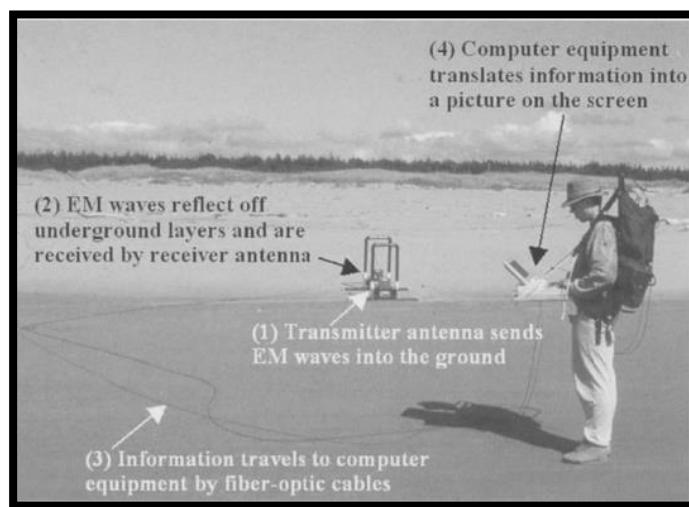 (4) Computer equipment
translates information into
a picture on the screen
(2) EM waves reflect off
underground layers and are
received by receiver antenna
(1) Transmitter antenna sends
EM waves into the ground
(3) Information travels to computer
equipment by fiber-optic cables